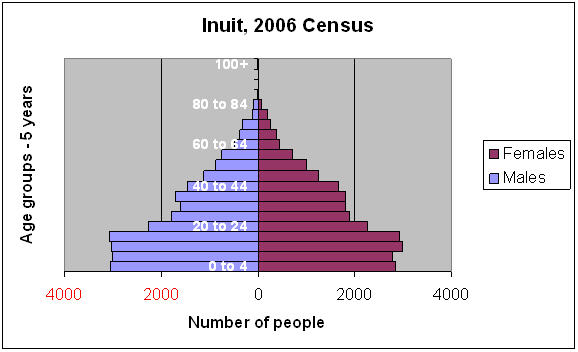 Inuit, 2006 Census
100+
80 to 84
60 to 64
40 to 44
20 to 24
0 to 4
4000 2000 0 2000 4000
Number of people
Age groups - 5 years
Females
Males